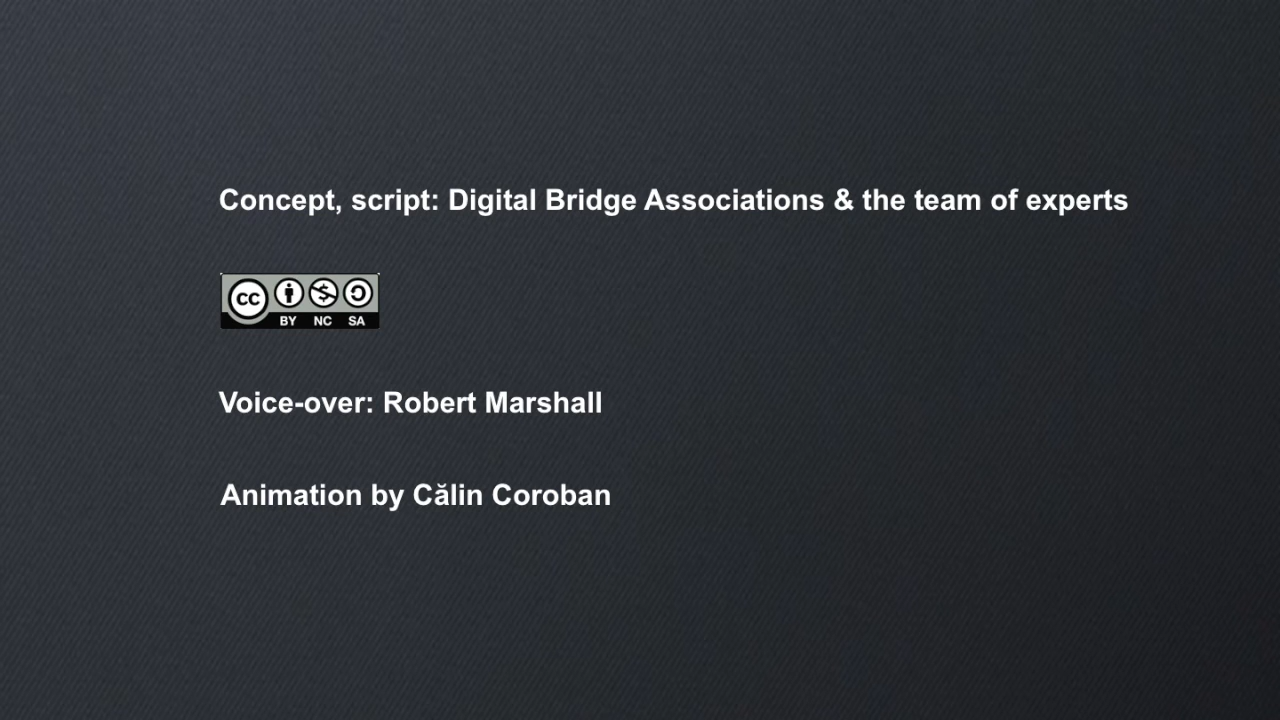 Concept, script: Digital Bridge Associations & the team of experts
cc BY NC SA
Voice-over: Robert Marshall
Animation by Călin Coroban